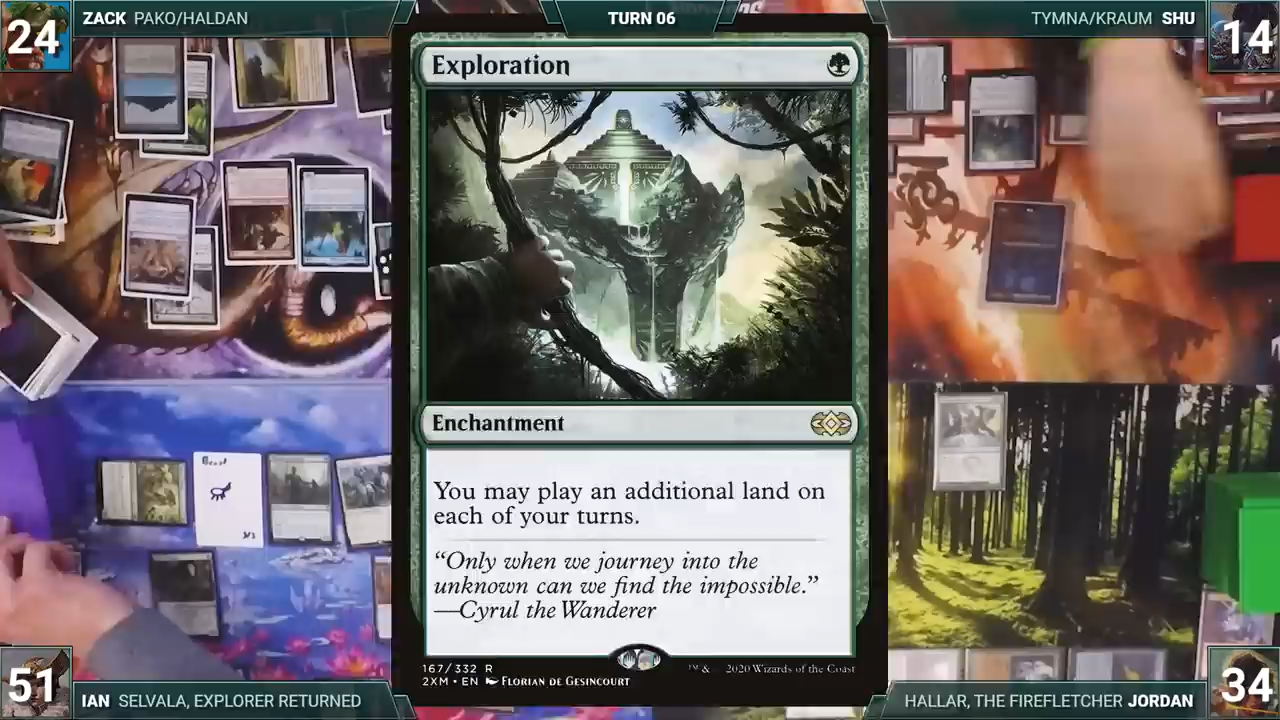 24
ZACK PAKO/HALDAN
TURN 06
TYMNA/KRAUM SHU
14
Exploration
Enchantment
You may play an additional land on
each of your turns.
“Only when we journey into the
unknown can we find the impossible.”
—Cyrul the Wanderer
167/332 R
2XM • EN FLORIAN DE GESINCOURT
™ & 2020 Wizards of the Coast
3/3
51
IAN SELVALA, EXPLORER RETURNED
HALLAR, THE FIREFLETCHER JORDAN
34